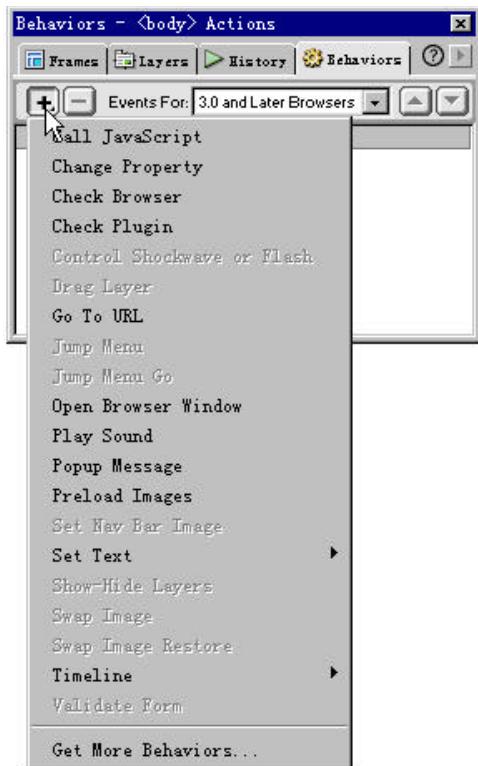 Behaviors - <body> Actions
Frames Layers History Behaviors
Events For: 3.0 and Later Browsers
Call JavaScript
Change Property
Check Browser
Check Plugin
Control Shockwave or Flash
Drag Layer
Go To URL
Jump Menu
Jump Menu Go
Open Browser Window
Play Sound
Popup Message
Preload Images
Set Nav Bar Image
Set Text
Show-Hide Layers
Swap Image
Swap Image Restore
Timeline
Validate Form
Get More Behaviors...